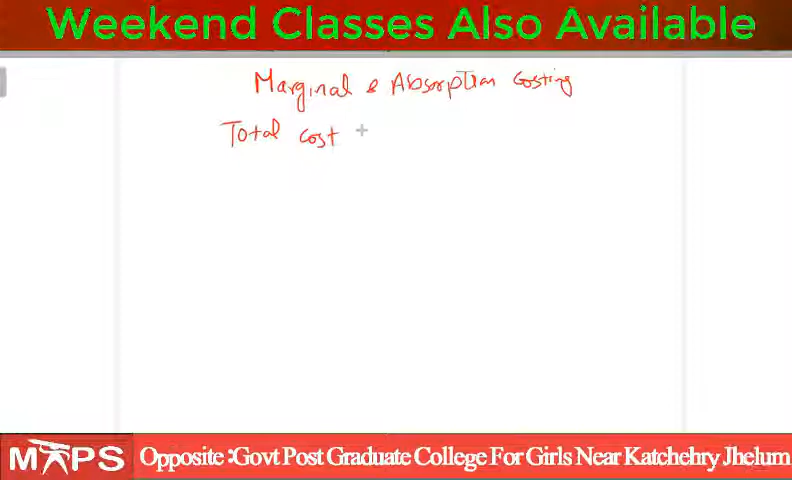 Weekend Classes Also Available
Marginal & Absorption Costing
Total Cost
MAPS
Opposite :Govt Post Graduate College For Girls Near Katchehry Jhelum